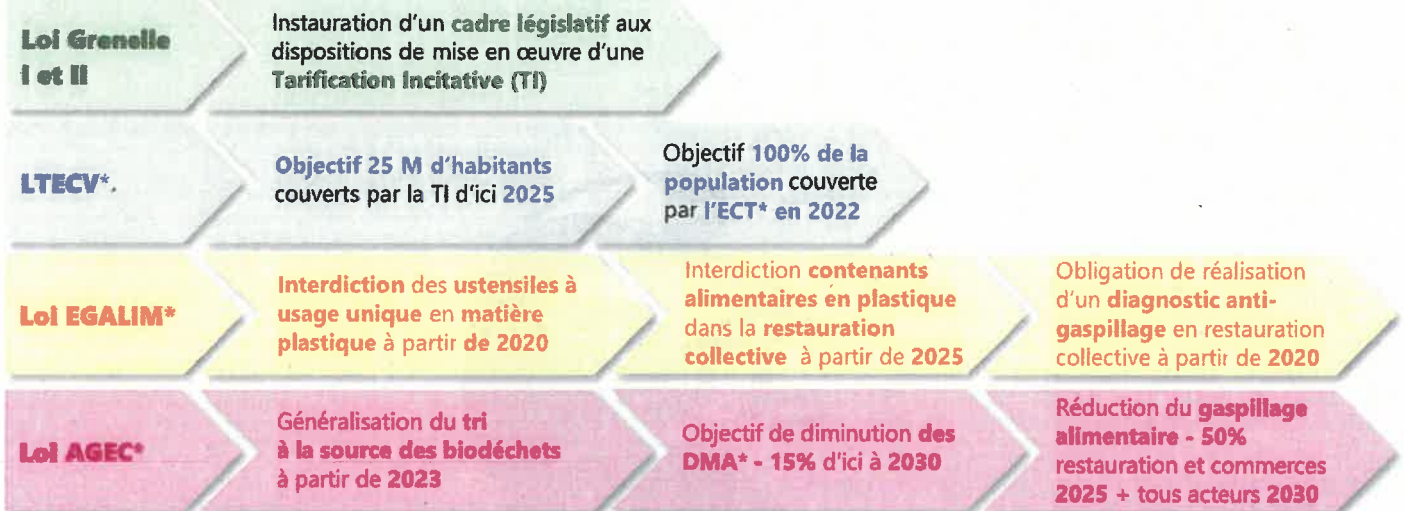 Loi Grenelle
I et II
Instauration d'un cadre législatif aux
dispositions de mise en œuvre d'une
Tarification Incitative (TI)
LTECV*.
Objectif 25 M d'habitants
couverts par la TI d'ici 2025
Objectif 100% de la
population couverte
par l'ECT* en 2022
Loi EGALIM*
Interdiction des ustensiles à
usage unique en matière
plastique à partir de 2020
Interdiction contenants
alimentaires en plastique
dans la restauration
collective à partir de 2025
Obligation de réalisation
d'un diagnostic anti-
gaspillage en restauration
collective à partir de 2020
Loi AGEC*
Généralisation du tri
à la source des biodéchets
à partir de 2023
Objectif de diminution des
DMA* - 15% d'ici à 2030
Réduction du gaspillage
alimentaire - 50%
restauration et commerces
2025 + tous acteurs 2030